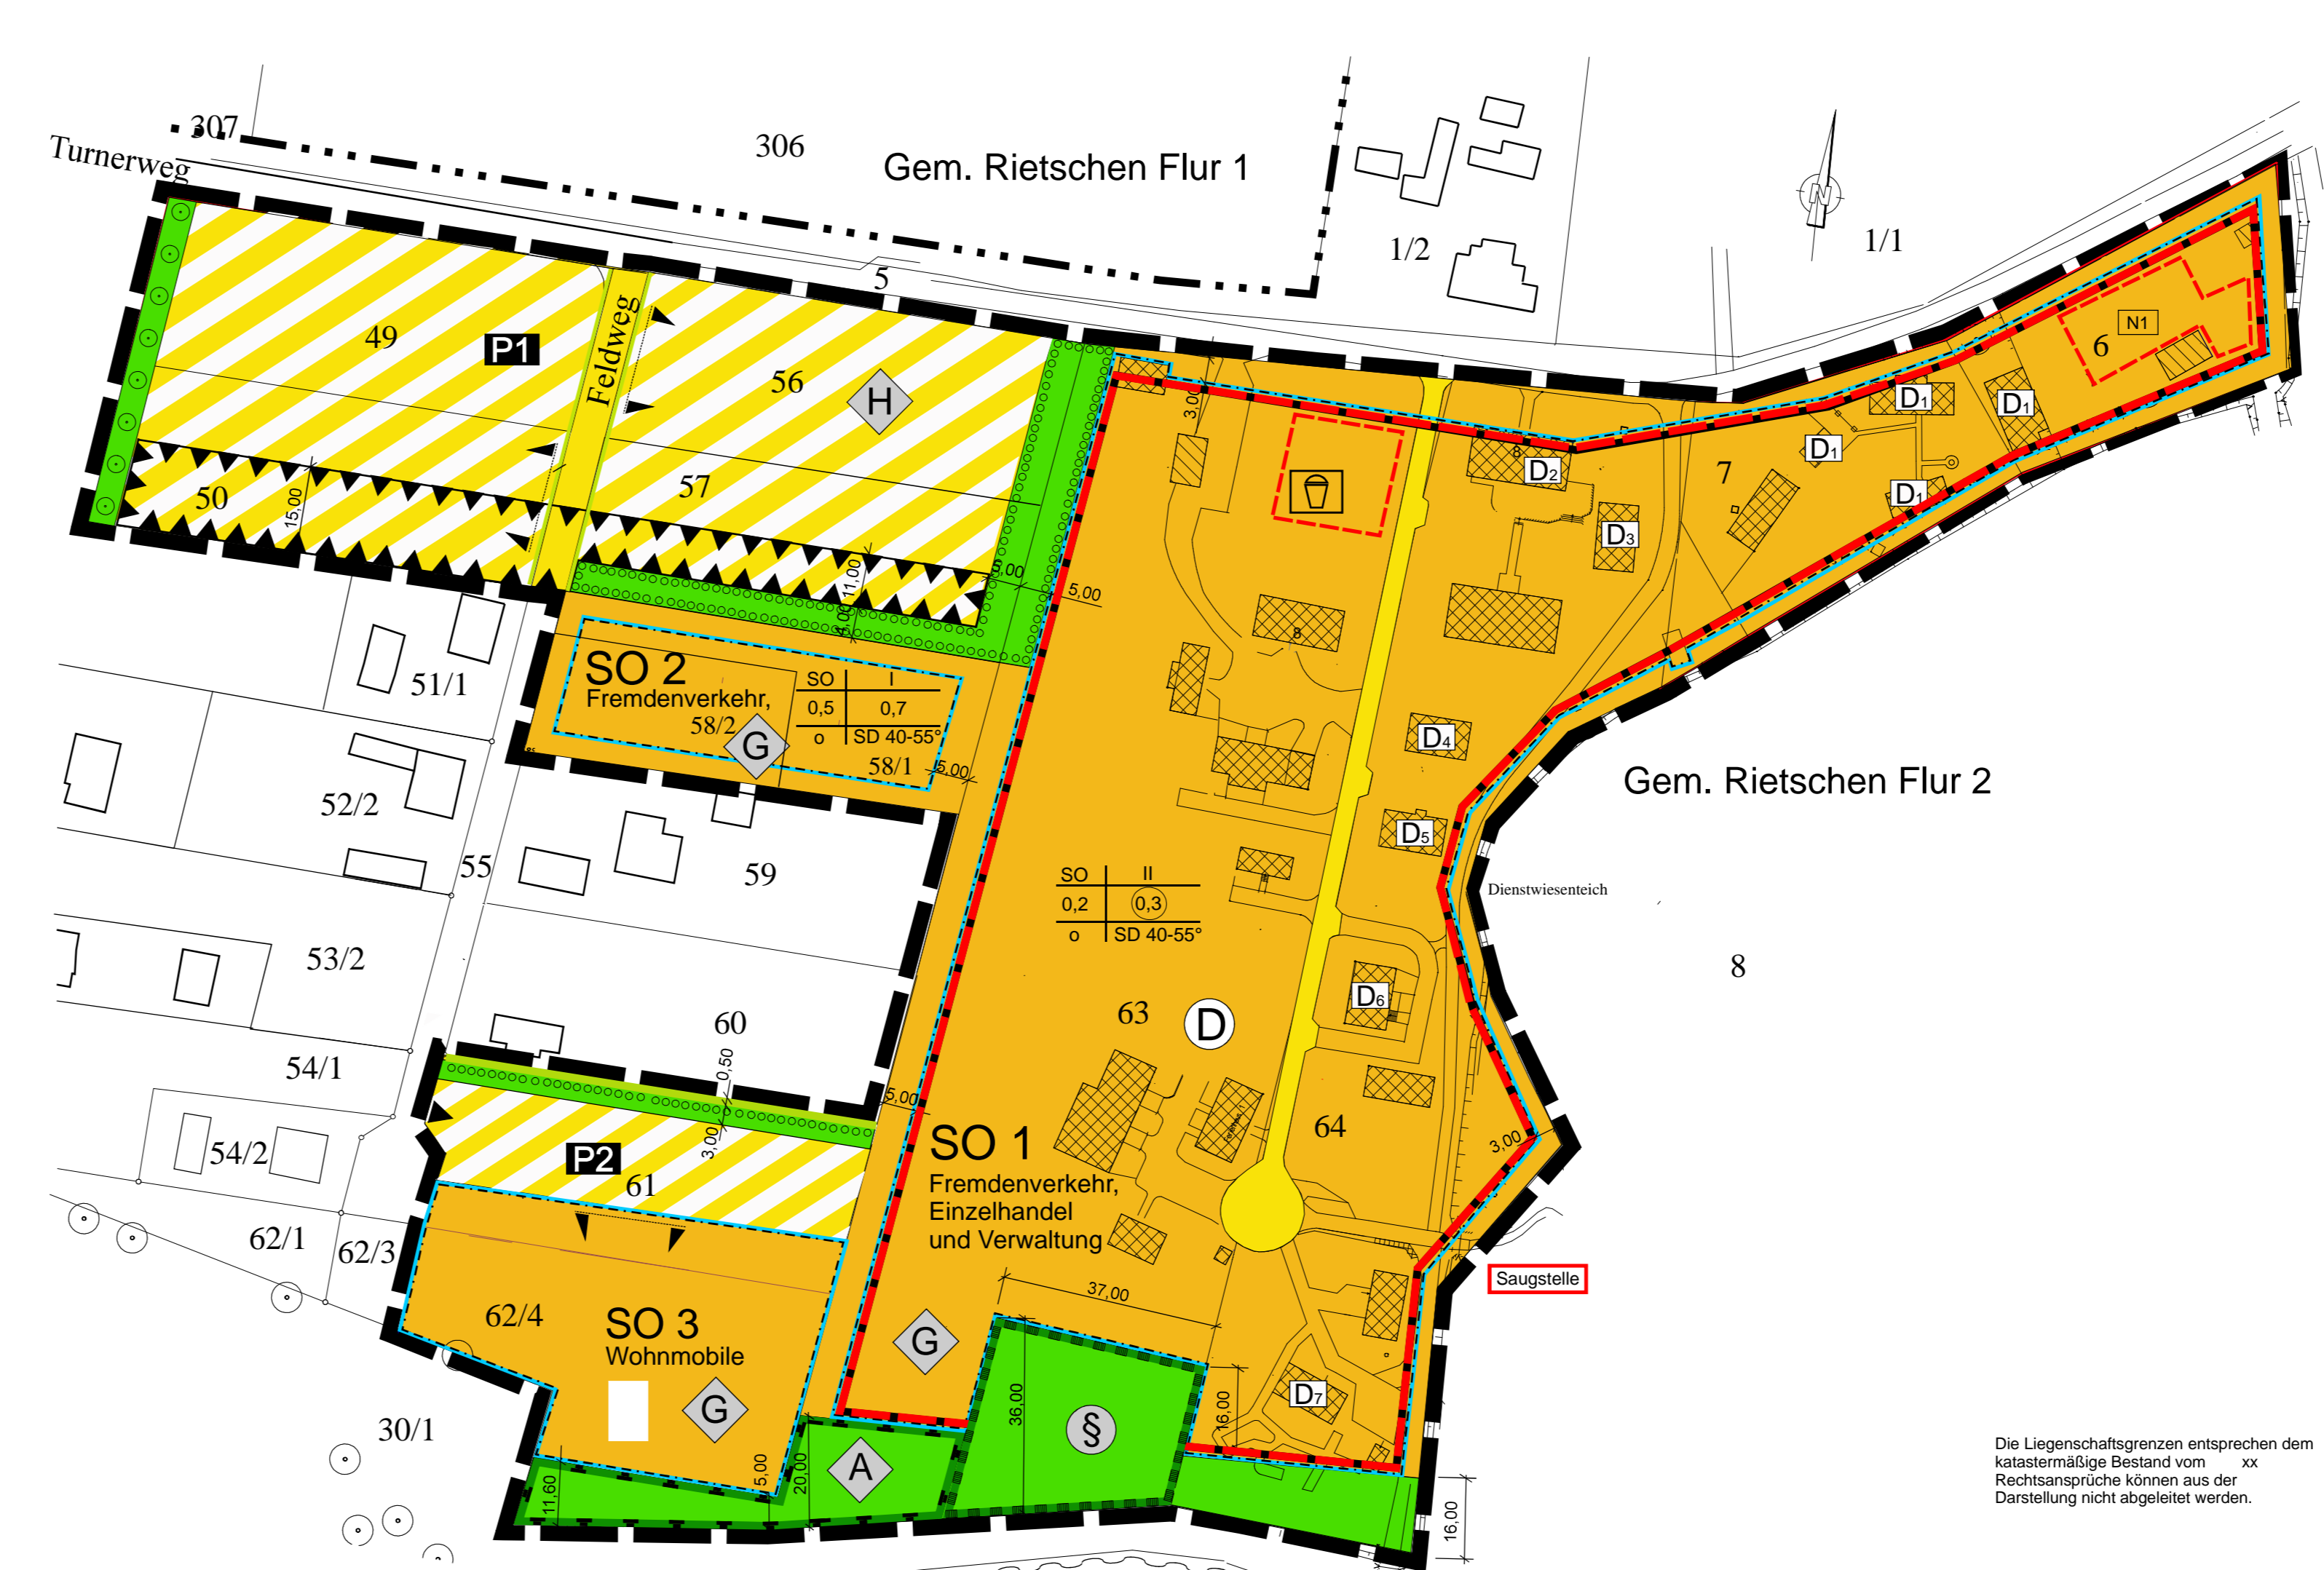 307
306
Turnerweg
Gem. Rietschen Flur 1
1/2
1/1
5
49
P1
Feldweg
56
H
N1
6
3,00
D1
D1
D1
D1
8
D2
7
50
15,00
57
D3
11,00
4,00
5,00
5,00
8
51/1
SO 2
Fremdenverkehr,
58/2
G
SO I
0,5 0,7
o SD 40-55°
58/1
5,00
D4
Gem. Rietschen Flur 2
52/2
D5
55
59
SO II
0,2 0,3
o SD 40-55°
Dienstwiesenteich
53/2
8
D6
63
D
60
54/1
0,50
5,00
3,00
54/2
P2
61
SO 1
Fremdenverkehr,
Einzelhandel
und Verwaltung
64
3,00
62/1
62/3
Saugstelle
37,00
62/4
SO 3
Wohnmobile
G
G
D7
36,00
16,00
§
30/1
A
5,00
20,00
11,60
16,00
Die Liegenschaftsgrenzen entsprechen dem
katastermäßige Bestand vom xx
Rechtsansprüche können aus der
Darstellung nicht abgeleitet werden.